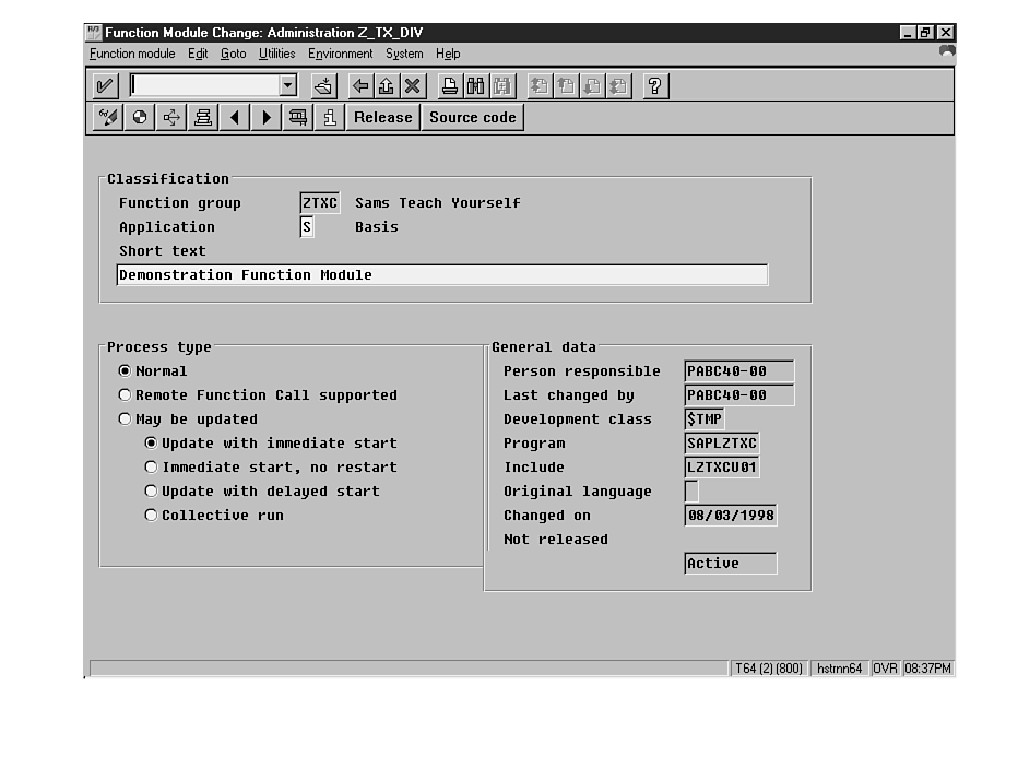 Function Module Change: Administration Z_TX_DIV
Function module Edit Goto Utilities Environment System Help
Release Source code
Classification
Function group ZTXC Sams Teach Yourself
Application S Basis
Short text
Demonstration Function Module
Process type
Normal
Remote Function Call supported
May be updated
Update with immediate start
Immediate start, no restart
Update with delayed start
Collective run
General data
Person responsible PABC40-00
Last changed by PABC40-00
Development class $TMP
Program SAPLZTXC
Include LZTXCU01
Original language
Changed on 08/03/1998
Not released
Active
T64 (2) (800) hstrnn64 OVR 08:37PM